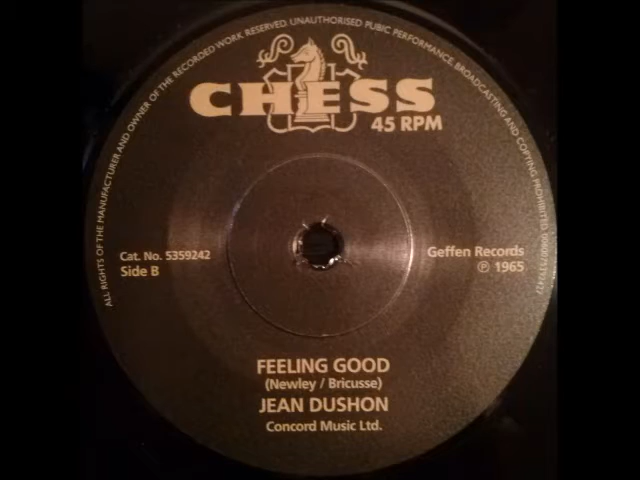 ALL RIGHTS OF THE MANUFACTURER AND OWNER OF THE RECORDED WORK RESERVED. UNAUTHORISED PUBIC PERFORMANCE, BROADCASTING AND COPYING PROHIBITED.
CHESS
45 RPM
Cat. No. 5359242
Side B
Geffen Records
℗ 1965
FEELING GOOD
(Newley / Bricusse)
JEAN DUSHON
Concord Music Ltd.